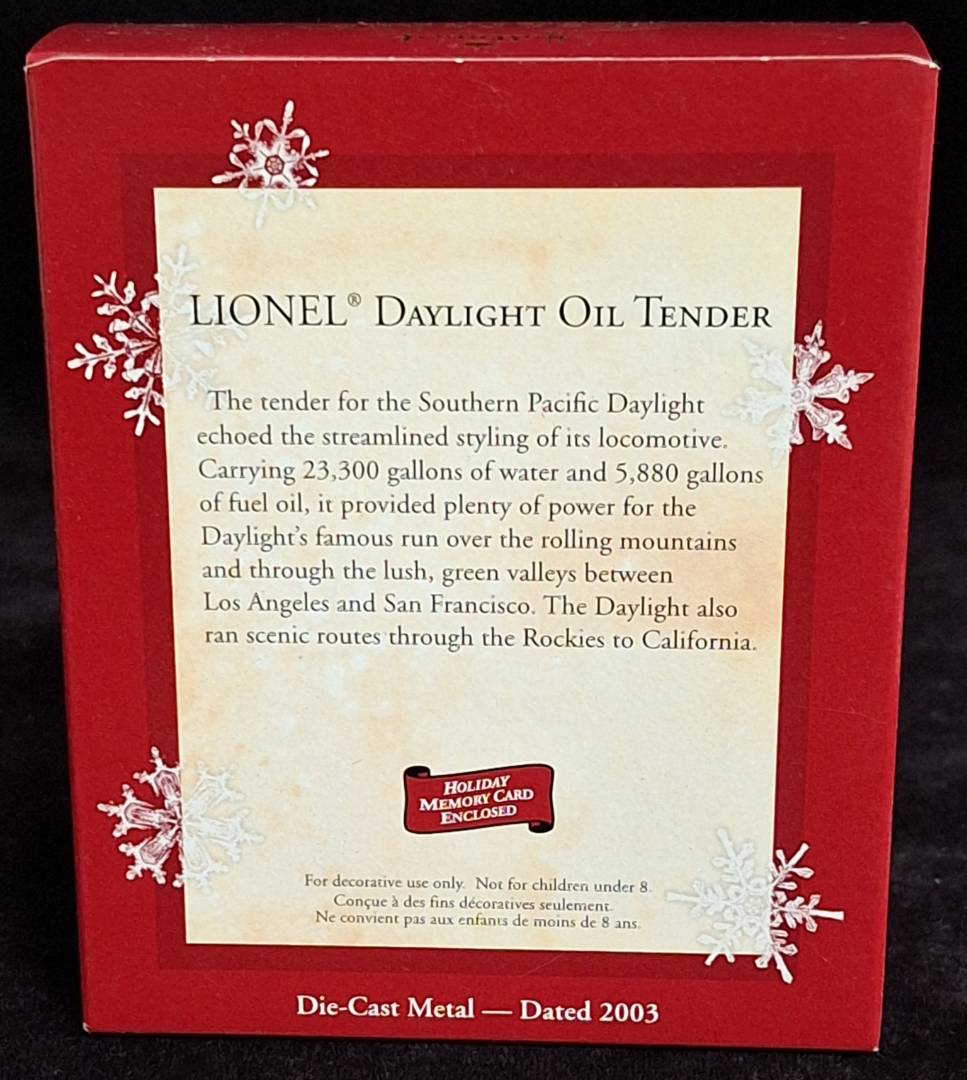 LIONEL® DAYLIGHT OIL TENDER
The tender for the Southern Pacific Daylight
echoed the streamlined styling of its locomotive.
Carrying 23,300 gallons of water and 5,880 gallons
of fuel oil, it provided plenty of power for the
Daylight's famous run over the rolling mountains
and through the lush, green valleys between
Los Angeles and San Francisco. The Daylight also
ran scenic routes through the Rockies to California.
HOLIDAY
MEMORY CARD
ENCLOSED
For decorative use only. Not for children under 8.
Conçue à des fins décoratives seulement.
Ne convient pas aux enfants de moins de 8 ans.
Die-Cast Metal — Dated 2003